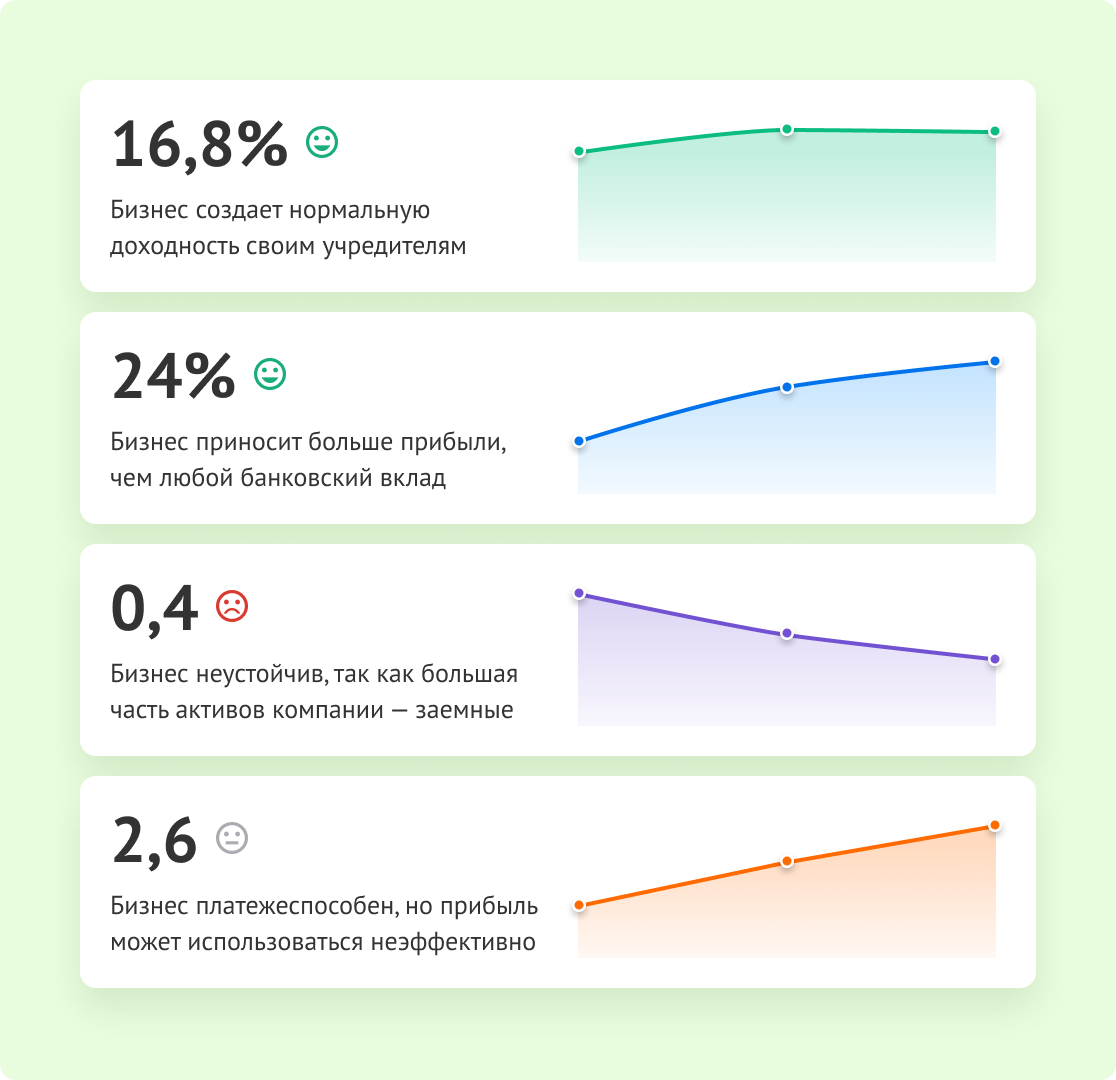 16,8%
Бизнес создает нормальную
доходность своим учредителям
24%
Бизнес приносит больше прибыли,
чем любой банковский вклад
0,4
Бизнес неустойчив, так как большая
часть активов компании — заемные
2,6
Бизнес платежеспособен, но прибыль
может использоваться неэффективно